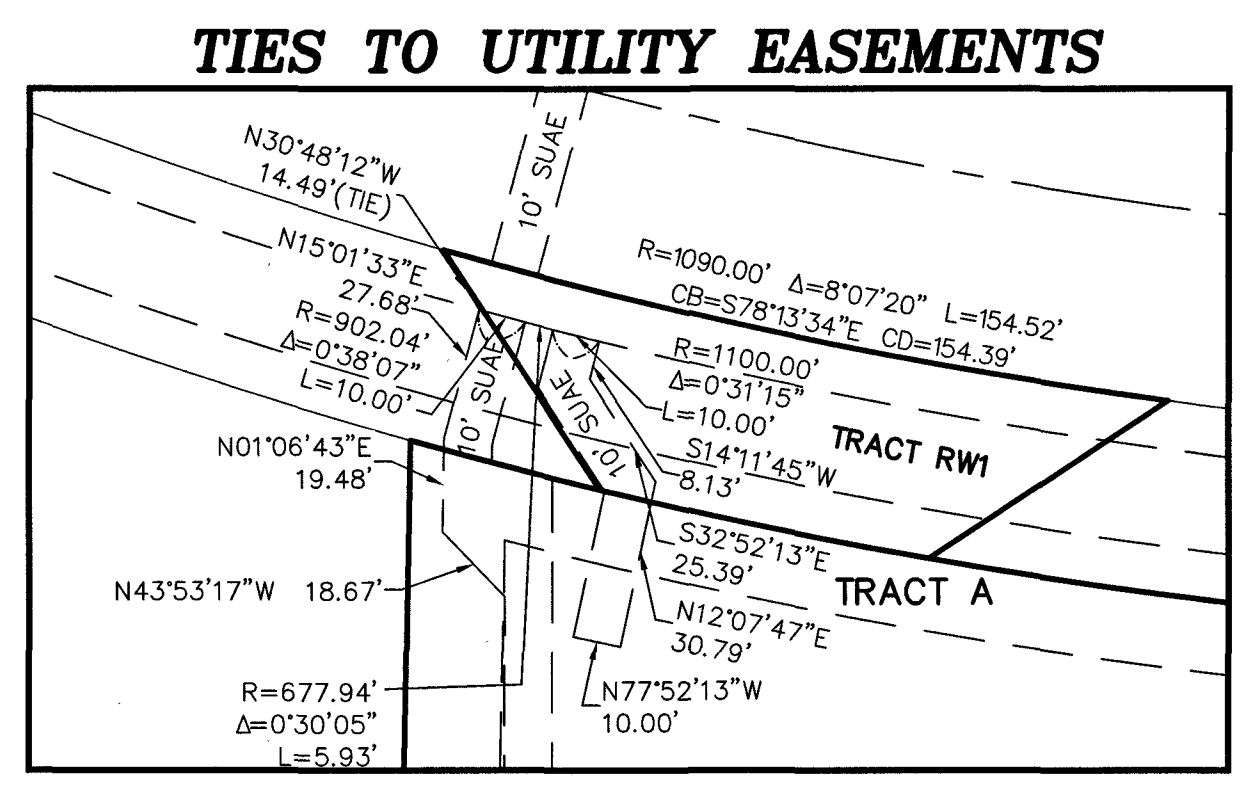 TIES TO UTILITY EASEMENTS
N30°48'12"W
14.49'(TIE)
10' SUAE
N15°01'33"E
27.68'
R=902.04'
Δ=0°38'07"
L=10.00'
R=1090.00' Δ=8°07'20" L=154.52'
CB=S78°13'34"E CD=154.39'
R=1100.00'
Δ=0°31'15"
L=10.00'
10' SUAE
10' SUAE
TRACT RW1
S14°11'45"W
8.13'
N01°06'43"E
19.48'
S32°52'13"E
25.39'
TRACT A
N43°53'17"W 18.67'
N12°07'47"E
30.79'
R=677.94'
Δ=0°30'05"
L=5.93'
N77°52'13"W
10.00'